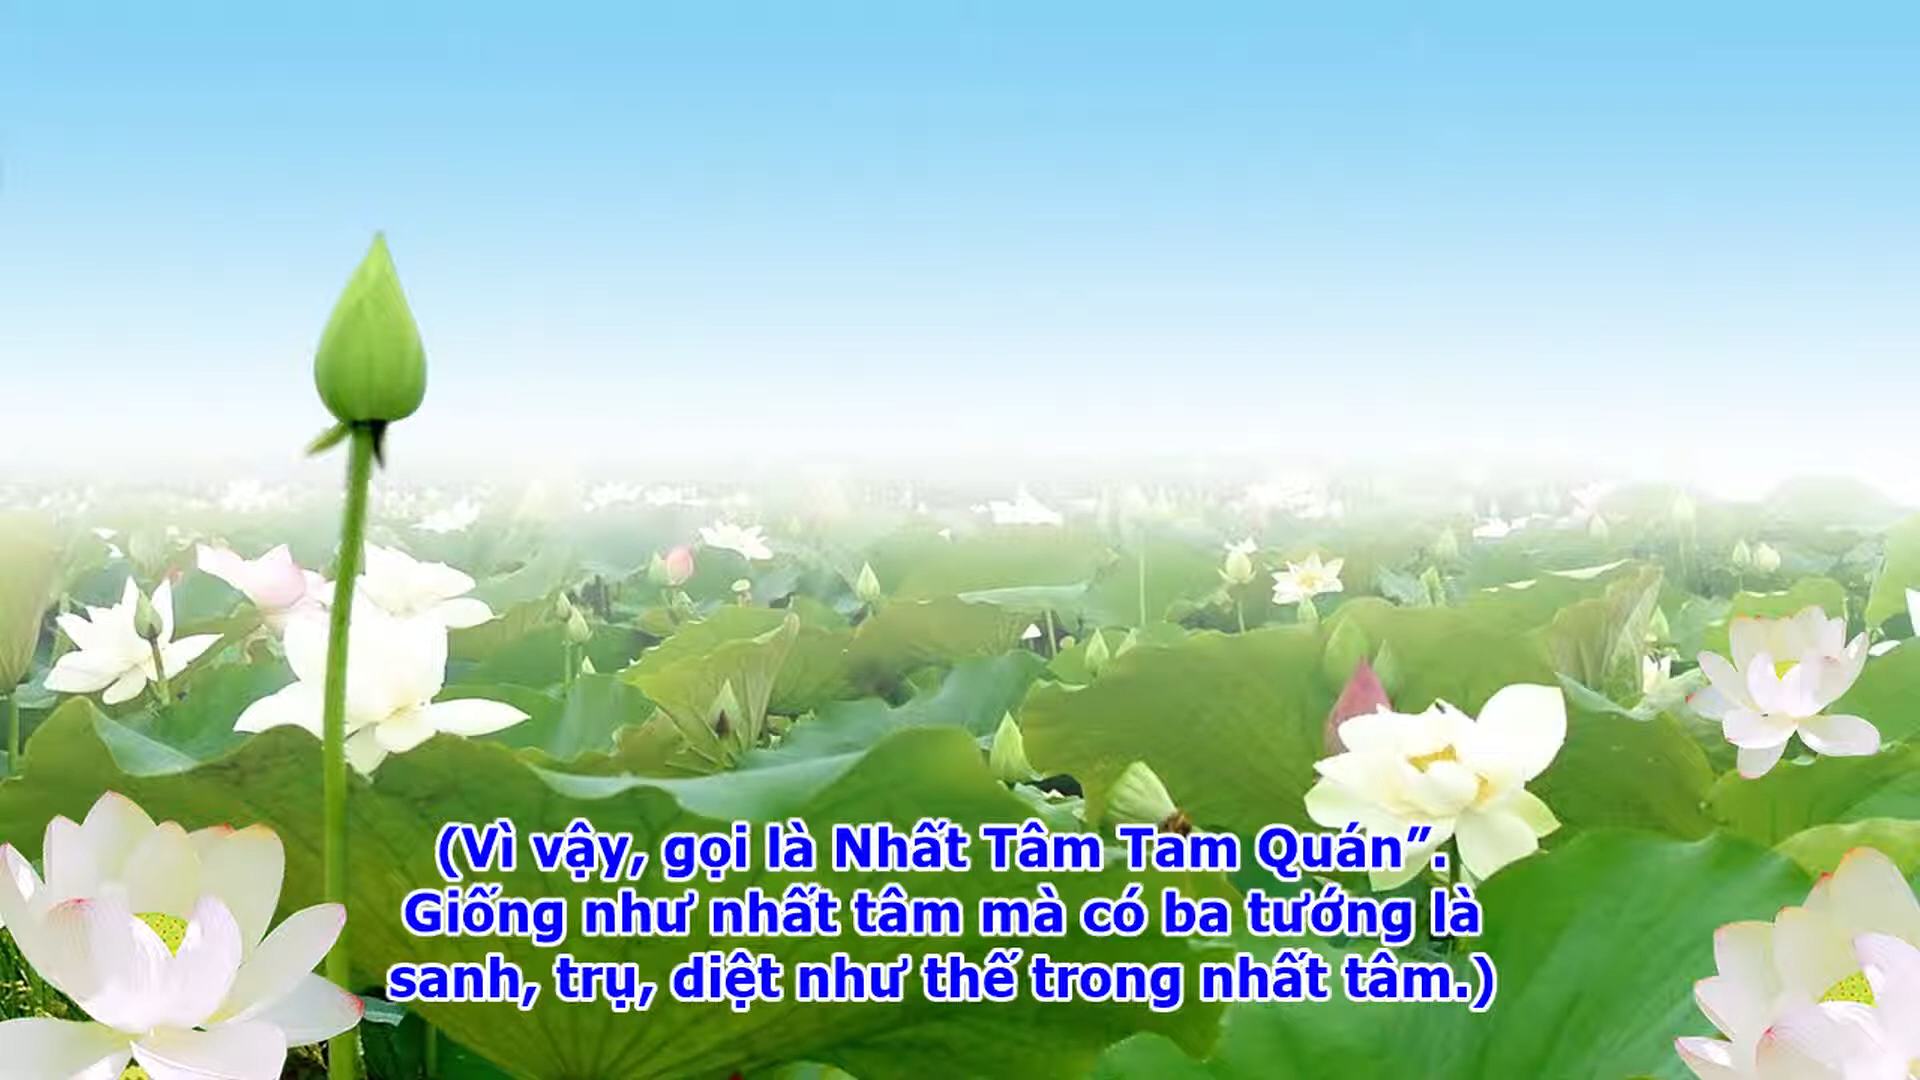 (Vì vậy, gọi là Nhất Tâm Tam Quán”.
Giống như nhất tâm mà có ba tướng là
sanh, trụ, diệt như thế trong nhất tâm.)